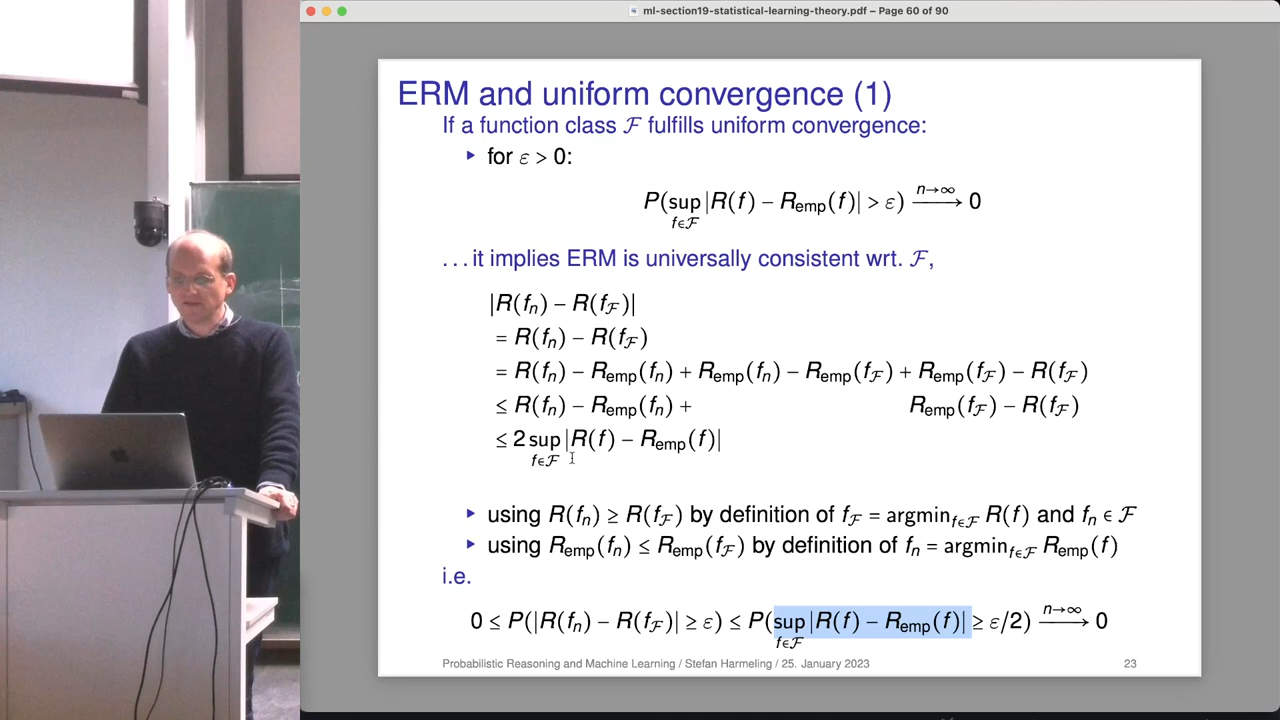 ml-section19-statistical-learning-theory.pdf – Page 60 of 90
ERM and uniform convergence (1)
If a function class ℱ fulfills uniform convergence:
▸ for ε > 0:
P(sup_{f∈ℱ} |R(f) − R_emp(f)| > ε) —n→∞→ 0
. . . it implies ERM is universally consistent wrt. ℱ,
|R(f_n) − R(f_ℱ)|
= R(f_n) − R(f_ℱ)
= R(f_n) − R_emp(f_n) + R_emp(f_n) − R_emp(f_ℱ) + R_emp(f_ℱ) − R(f_ℱ)
≤ R(f_n) − R_emp(f_n) + R_emp(f_ℱ) − R(f_ℱ)
≤ 2 sup_{f∈ℱ} |R(f) − R_emp(f)|
▸ using R(f_n) ≥ R(f_ℱ) by definition of f_ℱ = argmin_{f∈ℱ} R(f) and f_n ∈ ℱ
▸ using R_emp(f_n) ≤ R_emp(f_ℱ) by definition of f_n = argmin_{f∈ℱ} R_emp(f)
i.e.
0 ≤ P(|R(f_n) − R(f_ℱ)| ≥ ε) ≤ P(sup_{f∈ℱ} |R(f) − R_emp(f)| ≥ ε/2) —n→∞→ 0
Probabilistic Reasoning and Machine Learning / Stefan Harmeling / 25. January 2023
23